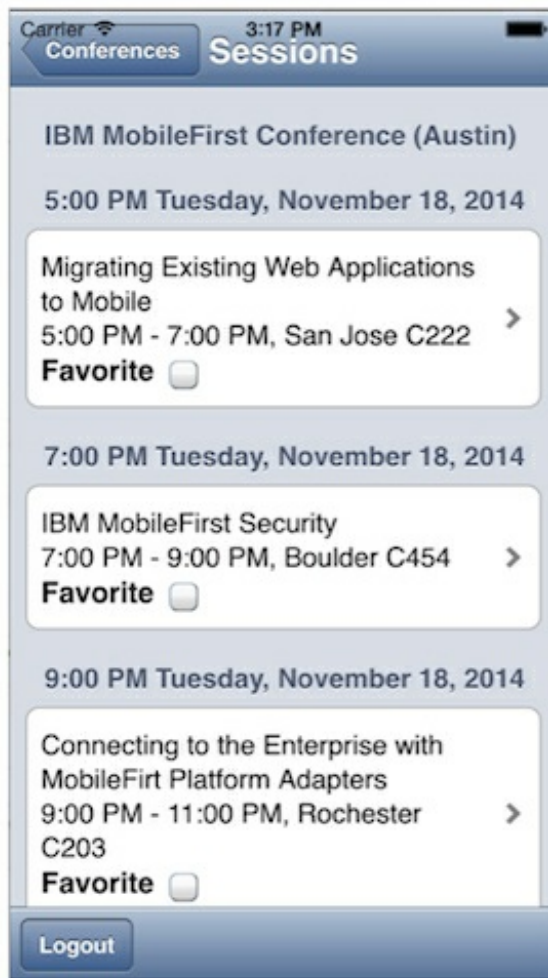 Carrier 3:17 PM
Conferences Sessions
IBM MobileFirst Conference (Austin)
5:00 PM Tuesday, November 18, 2014
Migrating Existing Web Applications
to Mobile
5:00 PM - 7:00 PM, San Jose C222
Favorite
7:00 PM Tuesday, November 18, 2014
IBM MobileFirst Security
7:00 PM - 9:00 PM, Boulder C454
Favorite
9:00 PM Tuesday, November 18, 2014
Connecting to the Enterprise with
MobileFirt Platform Adapters
9:00 PM - 11:00 PM, Rochester
C203
Favorite
Logout